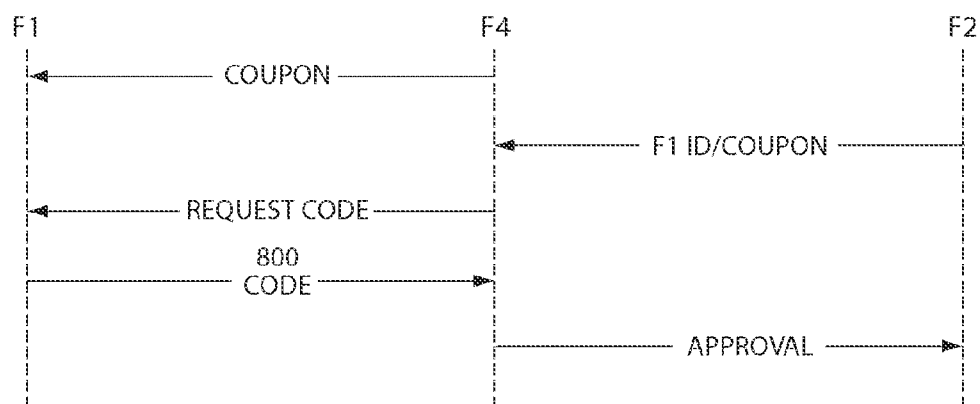 F1 F4 F2
COUPON
F1 ID/COUPON
REQUEST CODE
800
CODE
APPROVAL